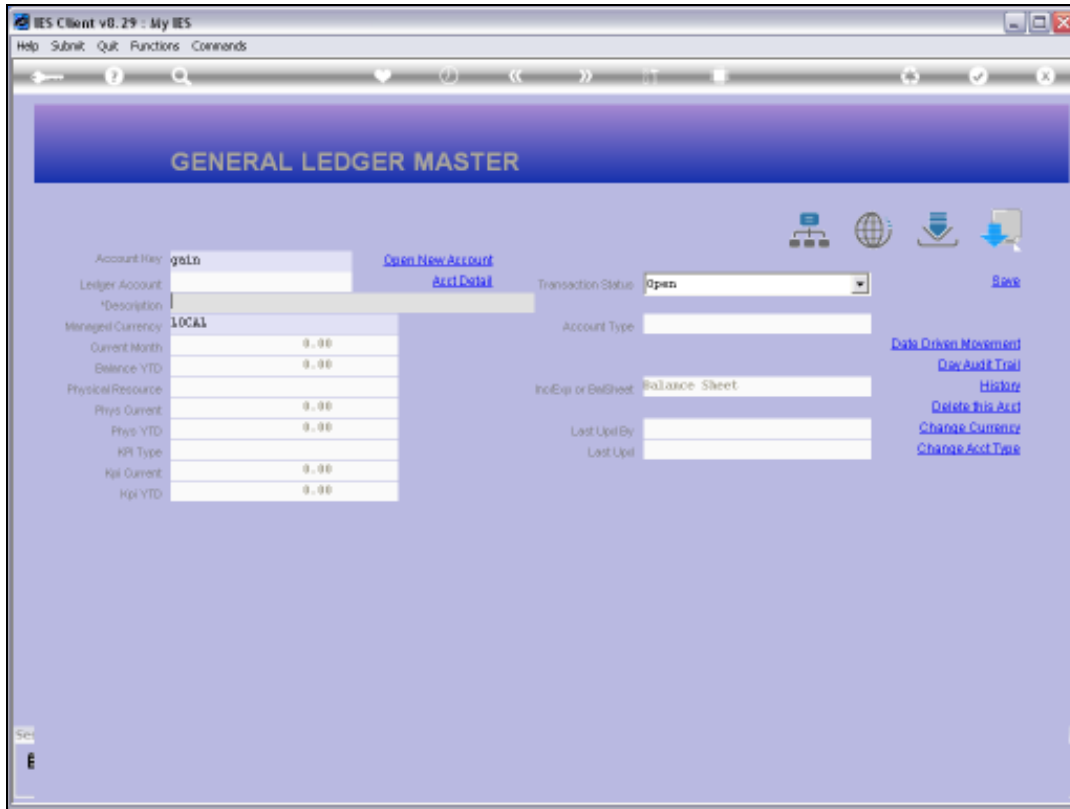 IES Client v8.29 : My IES
Help Submit Quit Functions Commands
GENERAL LEDGER MASTER
Account Key gain Open New Account
Ledger Account Acct Detail Transaction Status Open Save
*Description
Managed Currency LOCAL Account Type
Current Month 0.00 Date Driven Movement
Balance YTD 0.00 Day Audit Trail
Physical Resource Inc/Exp or BalSheet Balance Sheet History
Phys Current 0.00 Delete this Acct
Phys YTD 0.00 Last Upd By Change Currency
KPI Type Last Upd Change Acct Type
Kpi Current 0.00
Kpi YTD 0.00